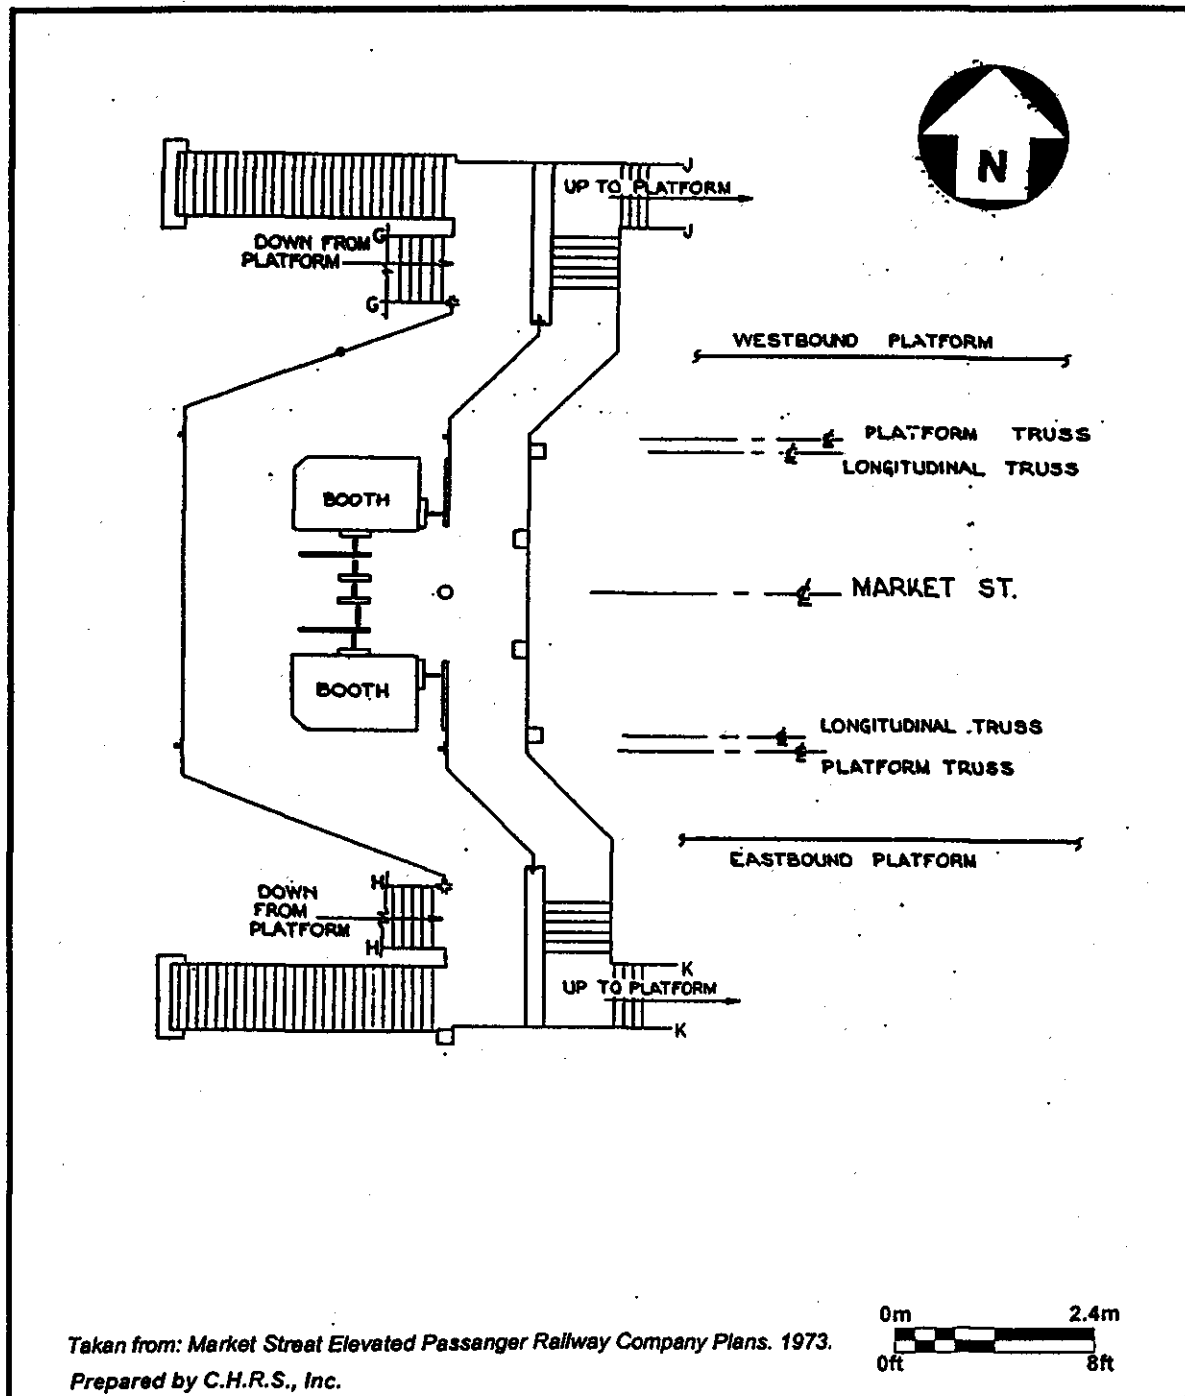 N
J
UP TO PLATFORM
J
G
DOWN FROM
PLATFORM
G
WESTBOUND PLATFORM
PLATFORM TRUSS
LONGITUDINAL TRUSS
BOOTH
MARKET ST.
BOOTH
LONGITUDINAL TRUSS
PLATFORM TRUSS
EASTBOUND PLATFORM
H
DOWN
FROM
PLATFORM
H
K
UP TO PLATFORM
K
0m 2.4m
0ft 8ft
Takan from: Market Straat Elevated Passangar Railway Company Plans. 1973.
Prepared by C.H.R.S., Inc.